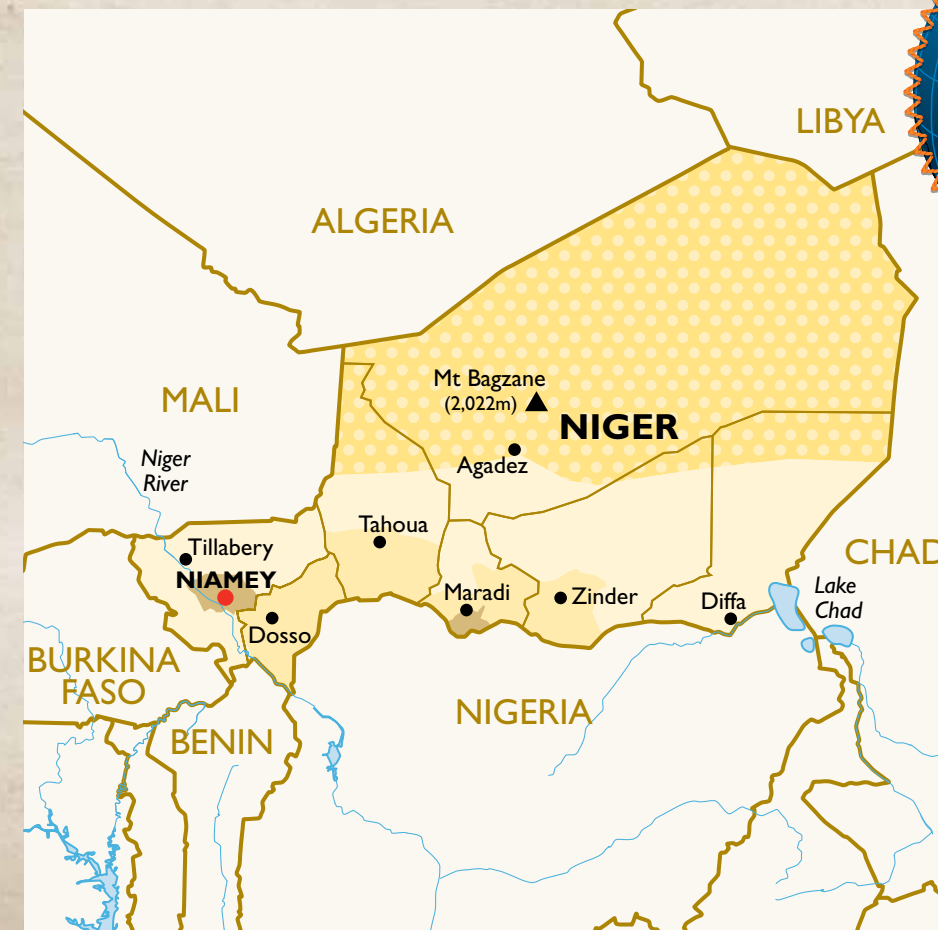 LIBYA
ALGERIA
Mt Bagzane
(2,022m)
MALI
NIGER
Niger
River
Agadez
Tahoua
Tillabery
CHAD
NIAMEY
Lake
Chad
Maradi
Zinder
Diffa
Dosso
BURKINA
FASO
NIGERIA
BENIN